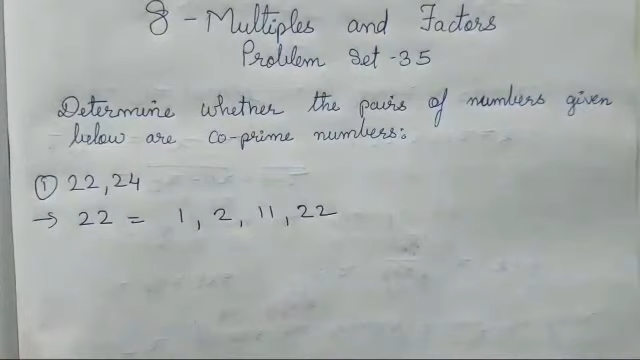 8 - Multiples and Factors
Problem Set - 35
Determine whether the pairs of numbers given
below are co-prime numbers:
① 22, 24
→ 22 = 1, 2, 11, 22